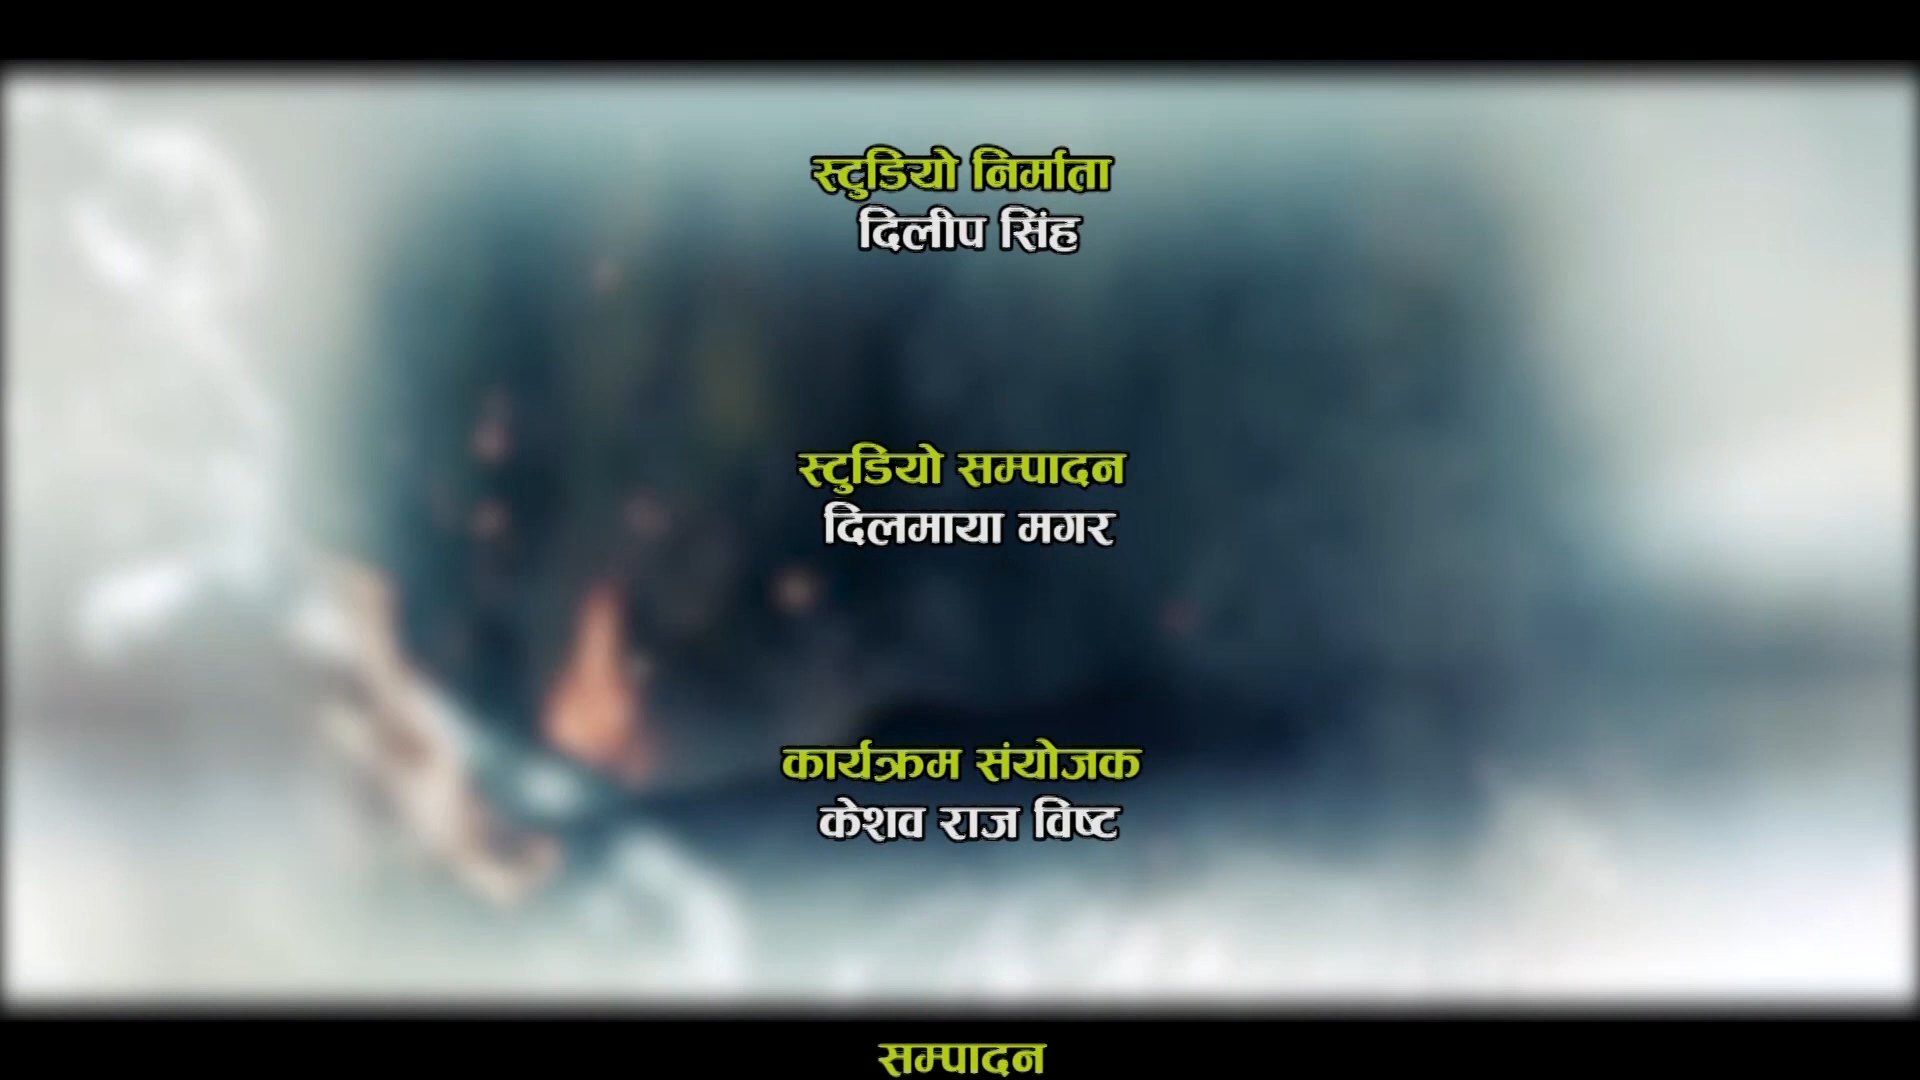 स्टुडियो निर्माता
दिलीप सिंह
स्टुडियो सम्पादन
दिलमाया मगर
कार्यक्रम संयोजक
केशव राज विष्ट
सम्पादन